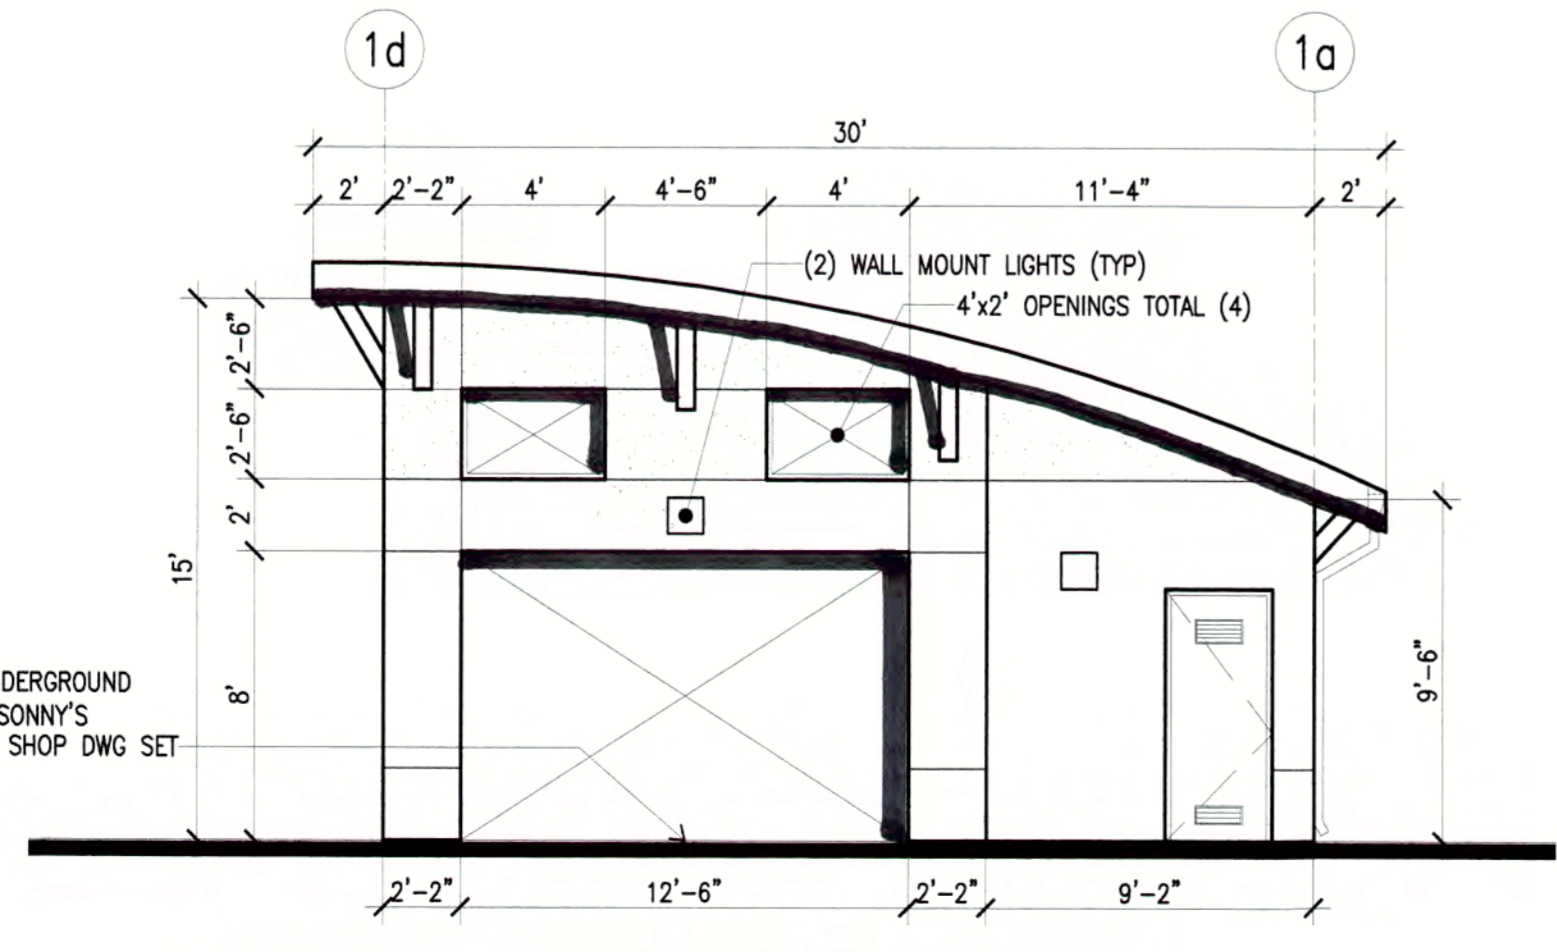 1d
1a
30'
2'
2'-2"
4'
4'-6"
4'
11'-4"
2'
(2) WALL MOUNT LIGHTS (TYP)
4'x2' OPENINGS TOTAL (4)
2'-6"
2'-6"
2'
15'
8'
9'-6"
DERGROUND
SONNY'S
SHOP DWG SET
2'-2"
12'-6"
2'-2"
9'-2"